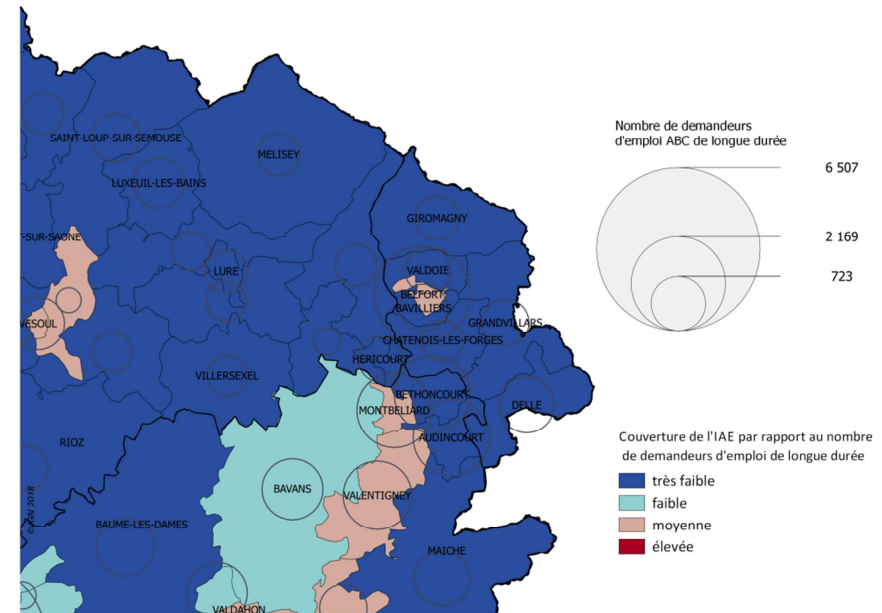 SAINT-LOUP-SUR-SEMOUSE
MELISEY
LUXEUIL-LES-BAINS
GIROMAGNY
T-SUR-SAONE
LURE
VALDOIE
BELFORT
BAVILLIERS
VESOUL
GRANDVILLARS
CHATENOIS-LES-FORGES
HERICOURT
VILLERSEXEL
BETHONCOURT
MONTBELIARD
DELLE
AUDINCOURT
RIOZ
BAVANS
VALENTIGNEY
BAUME-LES-DAMES
MAICHE
VALDAHON
© IGN 2018
Nombre de demandeurs
d'emploi ABC de longue durée
6 507
2 169
723
Couverture de l'IAE par rapport au nombre
de demandeurs d'emploi de longue durée
très faible
faible
moyenne
élevée